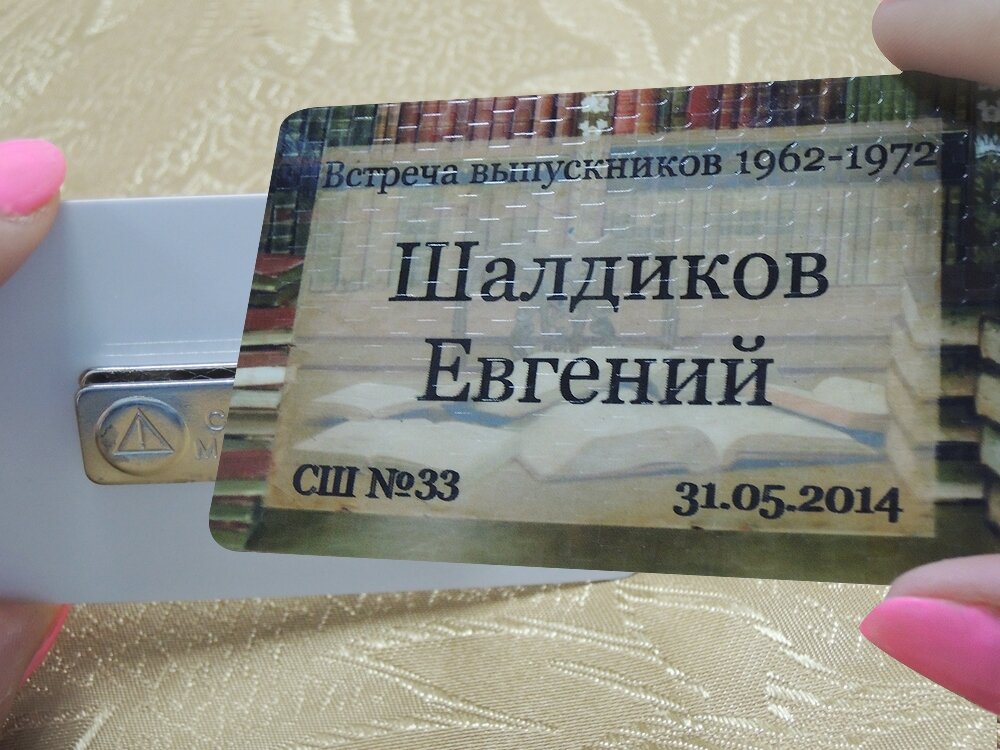 Встреча выпускников 1962-1972
Шалдиков
Евгений
СШ №33
31.05.2014